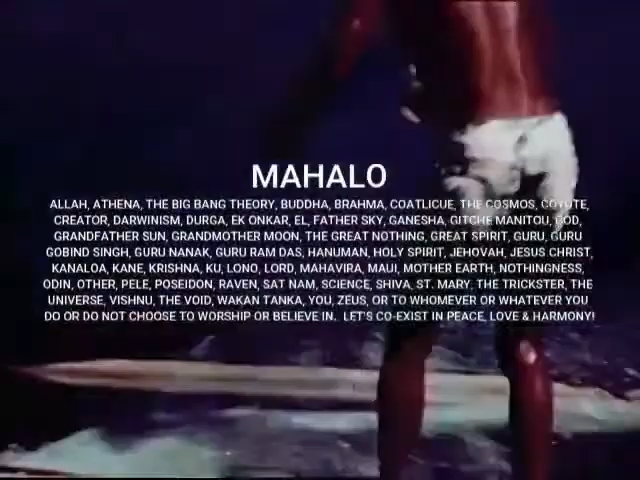 MAHALO
ALLAH, ATHENA, THE BIG BANG THEORY, BUDDHA, BRAHMA, COATLICUE, THE COSMOS, COYOTE,
CREATOR, DARWINISM, DURGA, EK ONKAR, EL, FATHER SKY, GANESHA, GITCHE MANITOU, GOD,
GRANDFATHER SUN, GRANDMOTHER MOON, THE GREAT NOTHING, GREAT SPIRIT, GURU, GURU
GOBIND SINGH, GURU NANAK, GURU RAM DAS, HANUMAN, HOLY SPIRIT, JEHOVAH, JESUS CHRIST,
KANALOA, KANE, KRISHNA, KU, LONO, LORD, MAHAVIRA, MAUI, MOTHER EARTH, NOTHINGNESS,
ODIN, OTHER, PELE, POSEIDON, RAVEN, SAT NAM, SCIENCE, SHIVA, ST. MARY, THE TRICKSTER, THE
UNIVERSE, VISHNU, THE VOID, WAKAN TANKA, YOU, ZEUS, OR TO WHOMEVER OR WHATEVER YOU
DO OR DO NOT CHOOSE TO WORSHIP OR BELIEVE IN. LET'S CO-EXIST IN PEACE, LOVE & HARMONY!